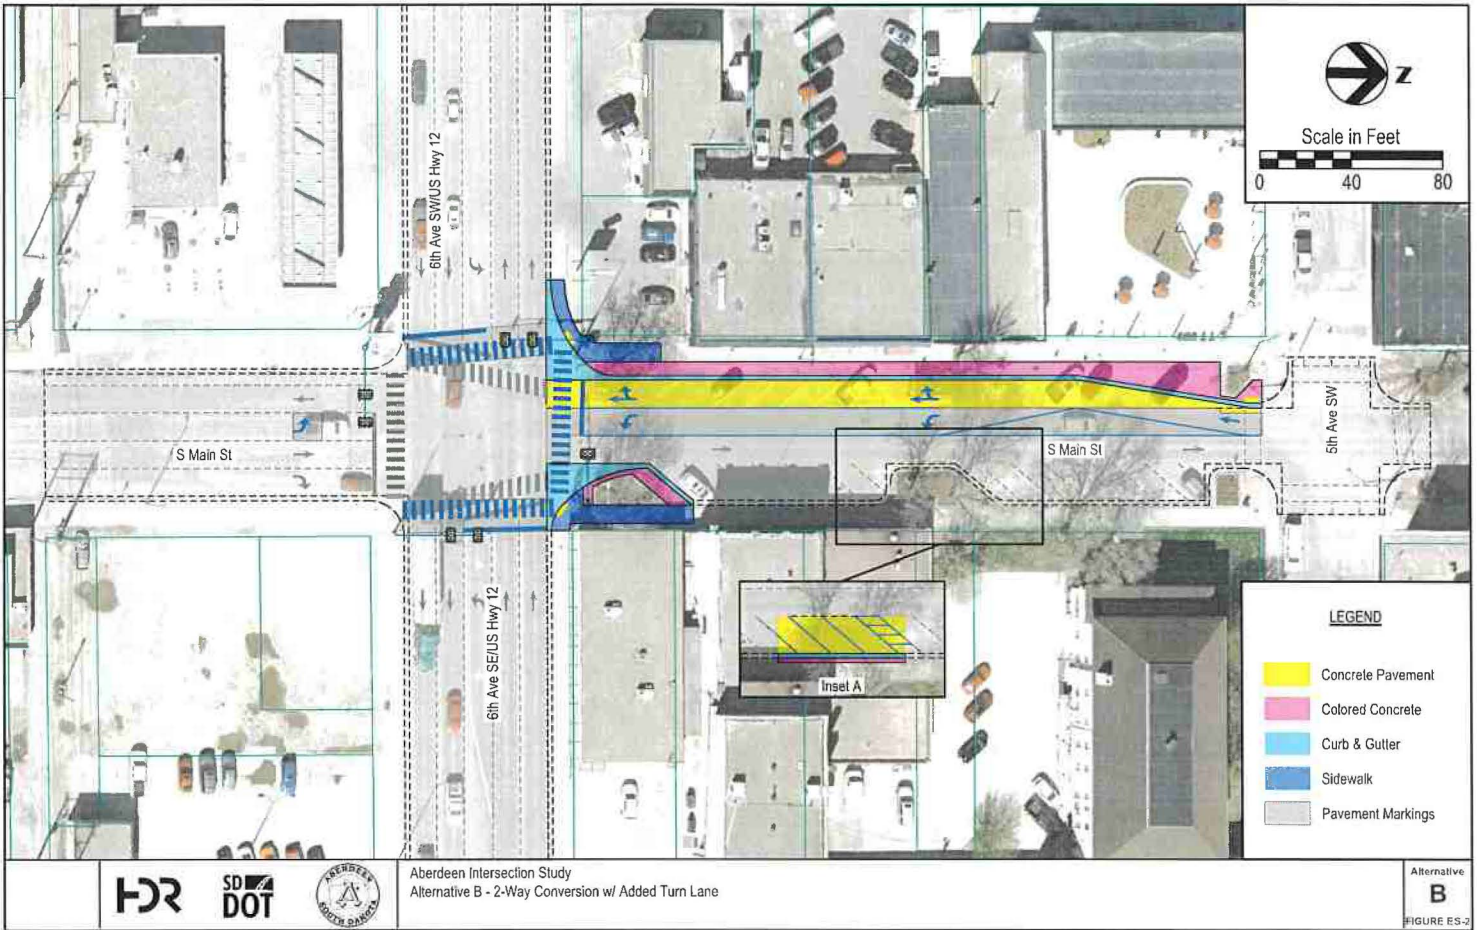 Z
Scale in Feet
0 40 80
6th Ave SW/US Hwy 12
S Main St
S Main St
5th Ave SW
6th Ave SE/US Hwy 12
Inset A
LEGEND
Concrete Pavement
Colored Concrete
Curb & Gutter
Sidewalk
Pavement Markings
HDR
SD
DOT
ABERDEEN
A
SOUTH DAKOTA
Aberdeen Intersection Study
Alternative B - 2-Way Conversion w/ Added Turn Lane
Alternative
B
FIGURE ES-2